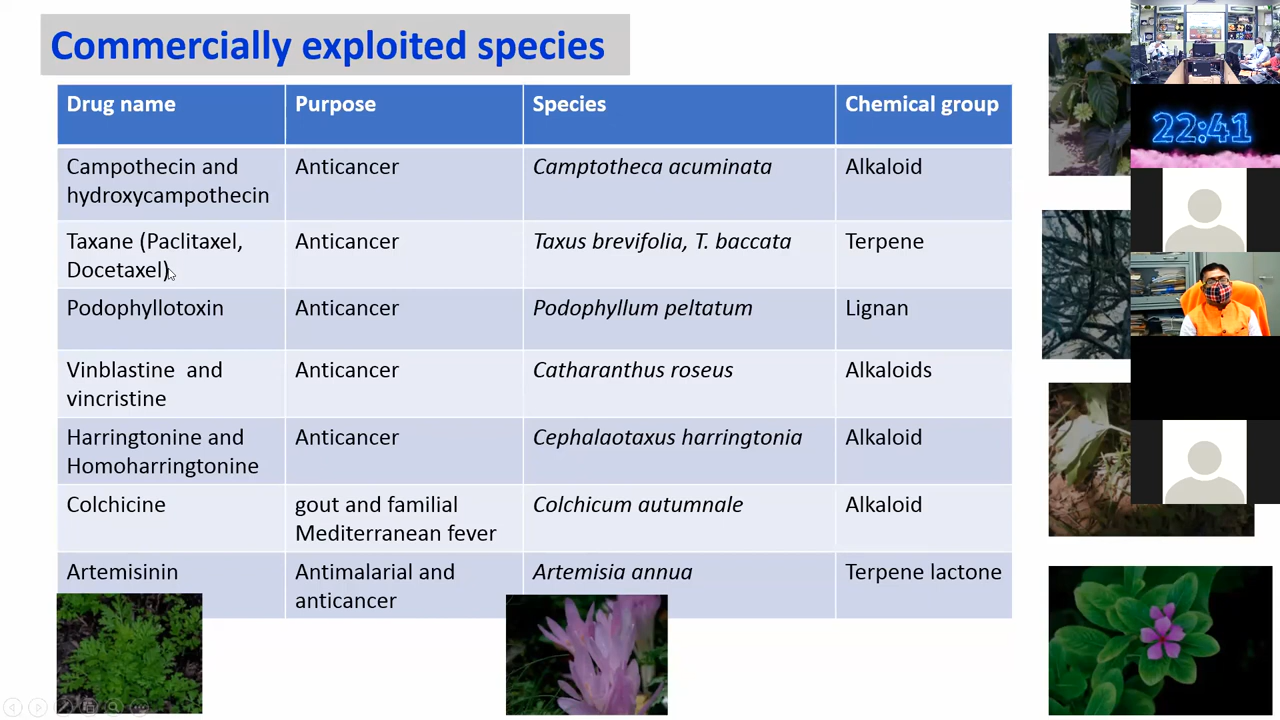 Commercially exploited species
Drug name Purpose Species Chemical group
Campothecin and
hydroxycampothecin
Anticancer
Camptotheca acuminata
Alkaloid
Taxane (Paclitaxel,
Docetaxel)
Anticancer
Taxus brevifolia, T. baccata
Terpene
Podophyllotoxin
Anticancer
Podophyllum peltatum
Lignan
Vinblastine and
vincristine
Anticancer
Catharanthus roseus
Alkaloids
Harringtonine and
Homoharringtonine
Anticancer
Cephalaotaxus harringtonia
Alkaloid
Colchicine
gout and familial
Mediterranean fever
Colchicum autumnale
Alkaloid
Artemisinin
Antimalarial and
anticancer
Artemisia annua
Terpene lactone
22:41